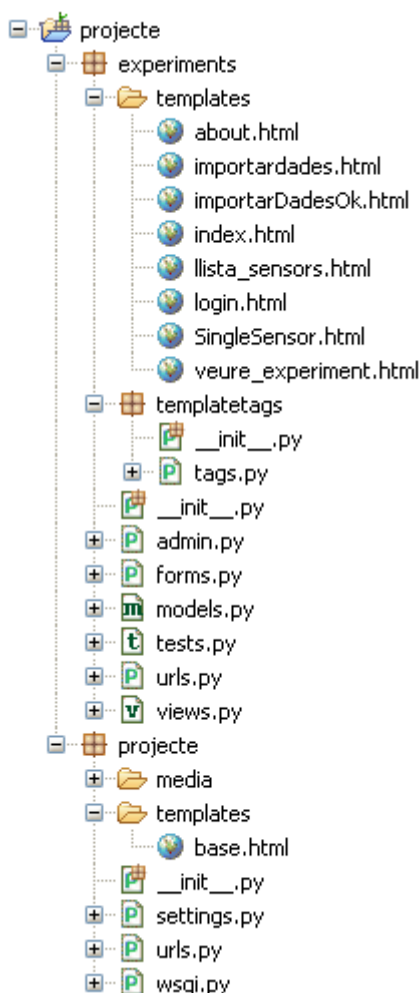 projecte
experiments
templates
about.html
importardades.html
importarDadesOk.html
index.html
llista_sensors.html
login.html
SingleSensor.html
veure_experiment.html
templatetags
__init__.py
tags.py
__init__.py
admin.py
forms.py
models.py
tests.py
urls.py
views.py
projecte
media
templates
base.html
__init__.py
settings.py
urls.py
wsgi.py